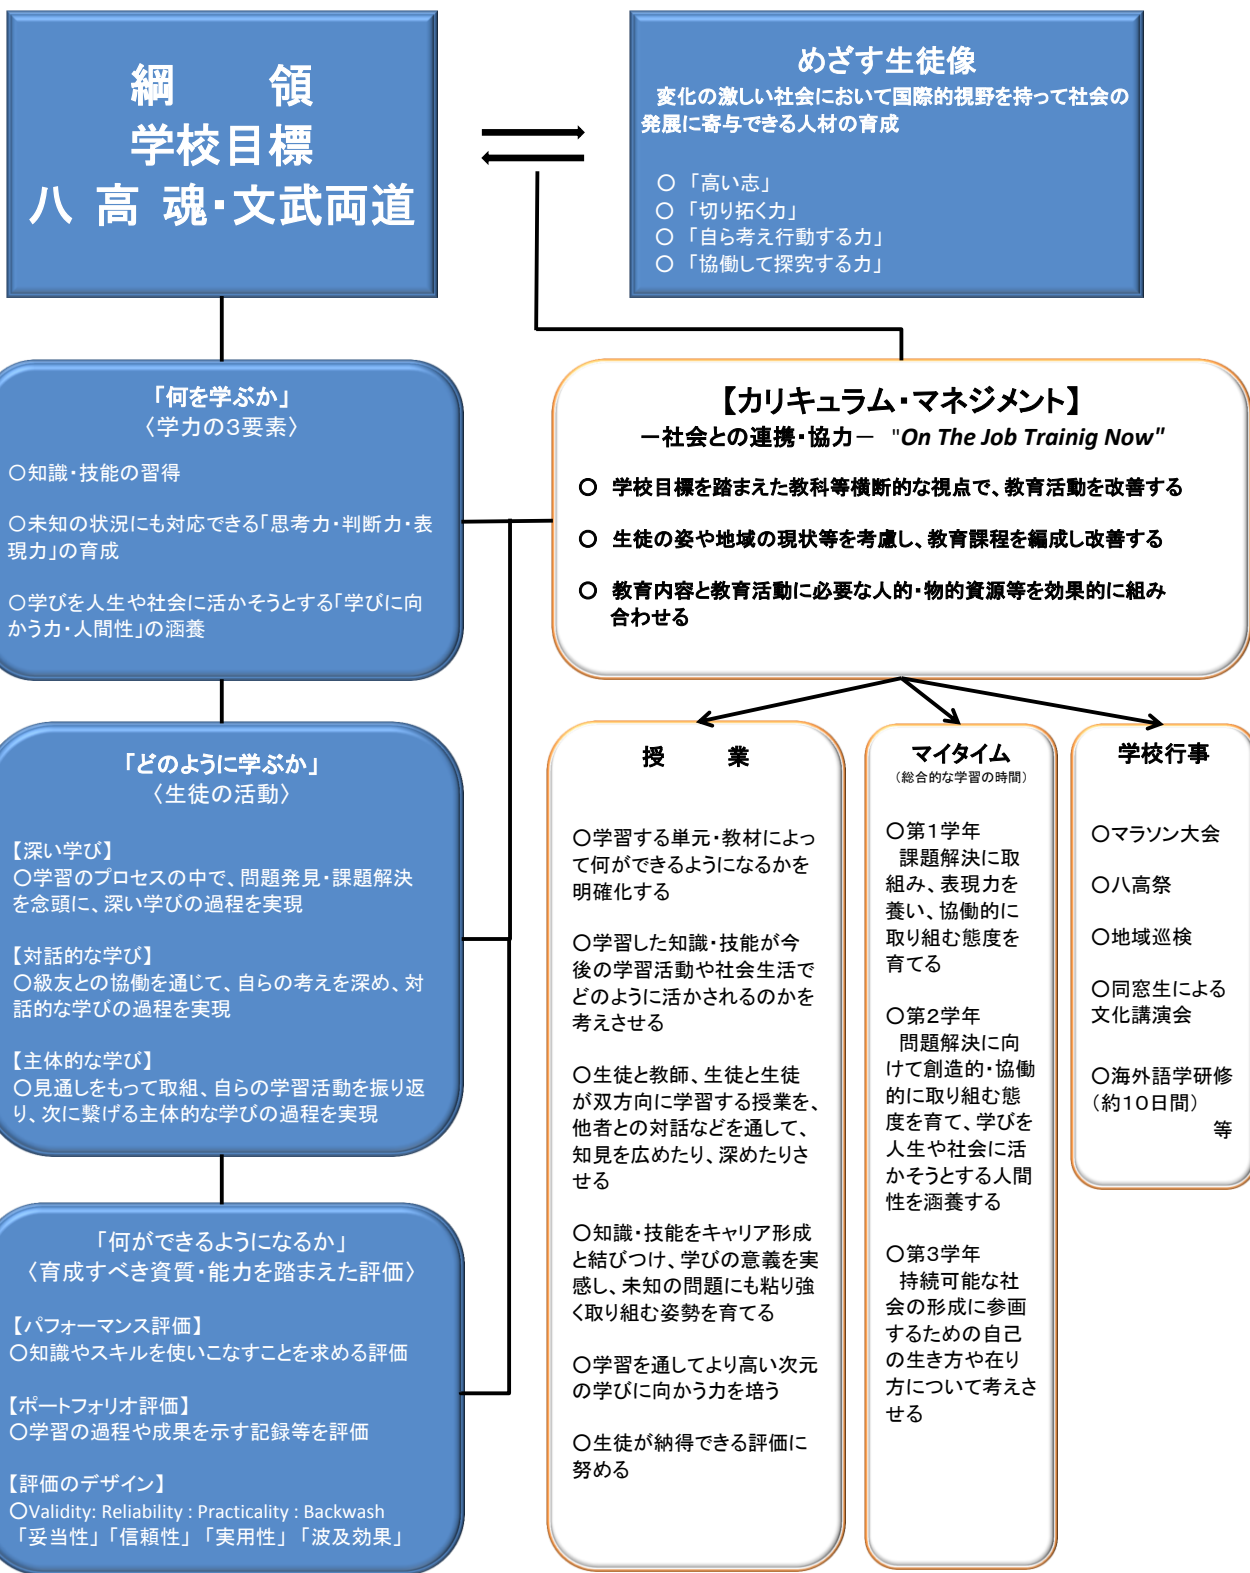 綱　　領
学校目標
八 高 魂・文武両道
めざす生徒像
変化の激しい社会において国際的視野を持って社会の
発展に寄与できる人材の育成
○ 「高い志」
○ 「切り拓く力」
○ 「自ら考え行動する力」
○ 「協働して探究する力」
「何を学ぶか」
〈学力の3要素〉
○知識・技能の習得
○未知の状況にも対応できる「思考力・判断力・表
現力」の育成
○学びを人生や社会に活かそうとする「学びに向
かう力・人間性」の涵養
【カリキュラム・マネジメント】
－社会との連携・協力－ "On The Job Trainig Now"
○ 学校目標を踏まえた教科等横断的な視点で、教育活動を改善する
○ 生徒の姿や地域の現状等を考慮し、教育課程を編成し改善する
○ 教育内容と教育活動に必要な人的・物的資源等を効果的に組み
合わせる
「どのように学ぶか」
〈生徒の活動〉
【深い学び】
○学習のプロセスの中で、問題発見・課題解決
を念頭に、深い学びの過程を実現
【対話的な学び】
○級友との協働を通じて、自らの考えを深め、対
話的な学びの過程を実現
【主体的な学び】
○見通しをもって取組、自らの学習活動を振り返
り、次に繋げる主体的な学びの過程を実現
「何ができるようになるか」
〈育成すべき資質・能力を踏まえた評価〉
【パフォーマンス評価】
○知識やスキルを使いこなすことを求める評価
【ポートフォリオ評価】
○学習の過程や成果を示す記録等を評価
【評価のデザイン】
○Validity: Reliability : Practicality : Backwash
「妥当性」「信頼性」「実用性」「波及効果」
授　　業
○学習する単元・教材によっ
て何ができるようになるかを
明確化する
○学習した知識・技能が今
後の学習活動や社会生活で
どのように活かされるのかを
考えさせる
○生徒と教師、生徒と生徒
が双方向に学習する授業を、
他者との対話などを通して、
知見を広めたり、深めたりさ
せる
○知識・技能をキャリア形成
と結びつけ、学びの意義を実
感し、未知の問題にも粘り強
く取り組む姿勢を育てる
○学習を通してより高い次元
の学びに向かう力を培う
○生徒が納得できる評価に
努める
マイタイム
（総合的な学習の時間）
○第1学年
課題解決に取
組み、表現力を
養い、協働的に
取り組む態度を
育てる
○第2学年
問題解決に向
けて創造的・協働
的に取り組む態
度を育て、学びを
人生や社会に活
かそうとする人間
性を涵養する
○第3学年
持続可能な社
会の形成に参画
するための自己
の生き方や在り
方について考えさ
せる
学校行事
○マラソン大会
○八高祭
○地域巡検
○同窓生による
文化講演会
○海外語学研修
（約10日間）
等